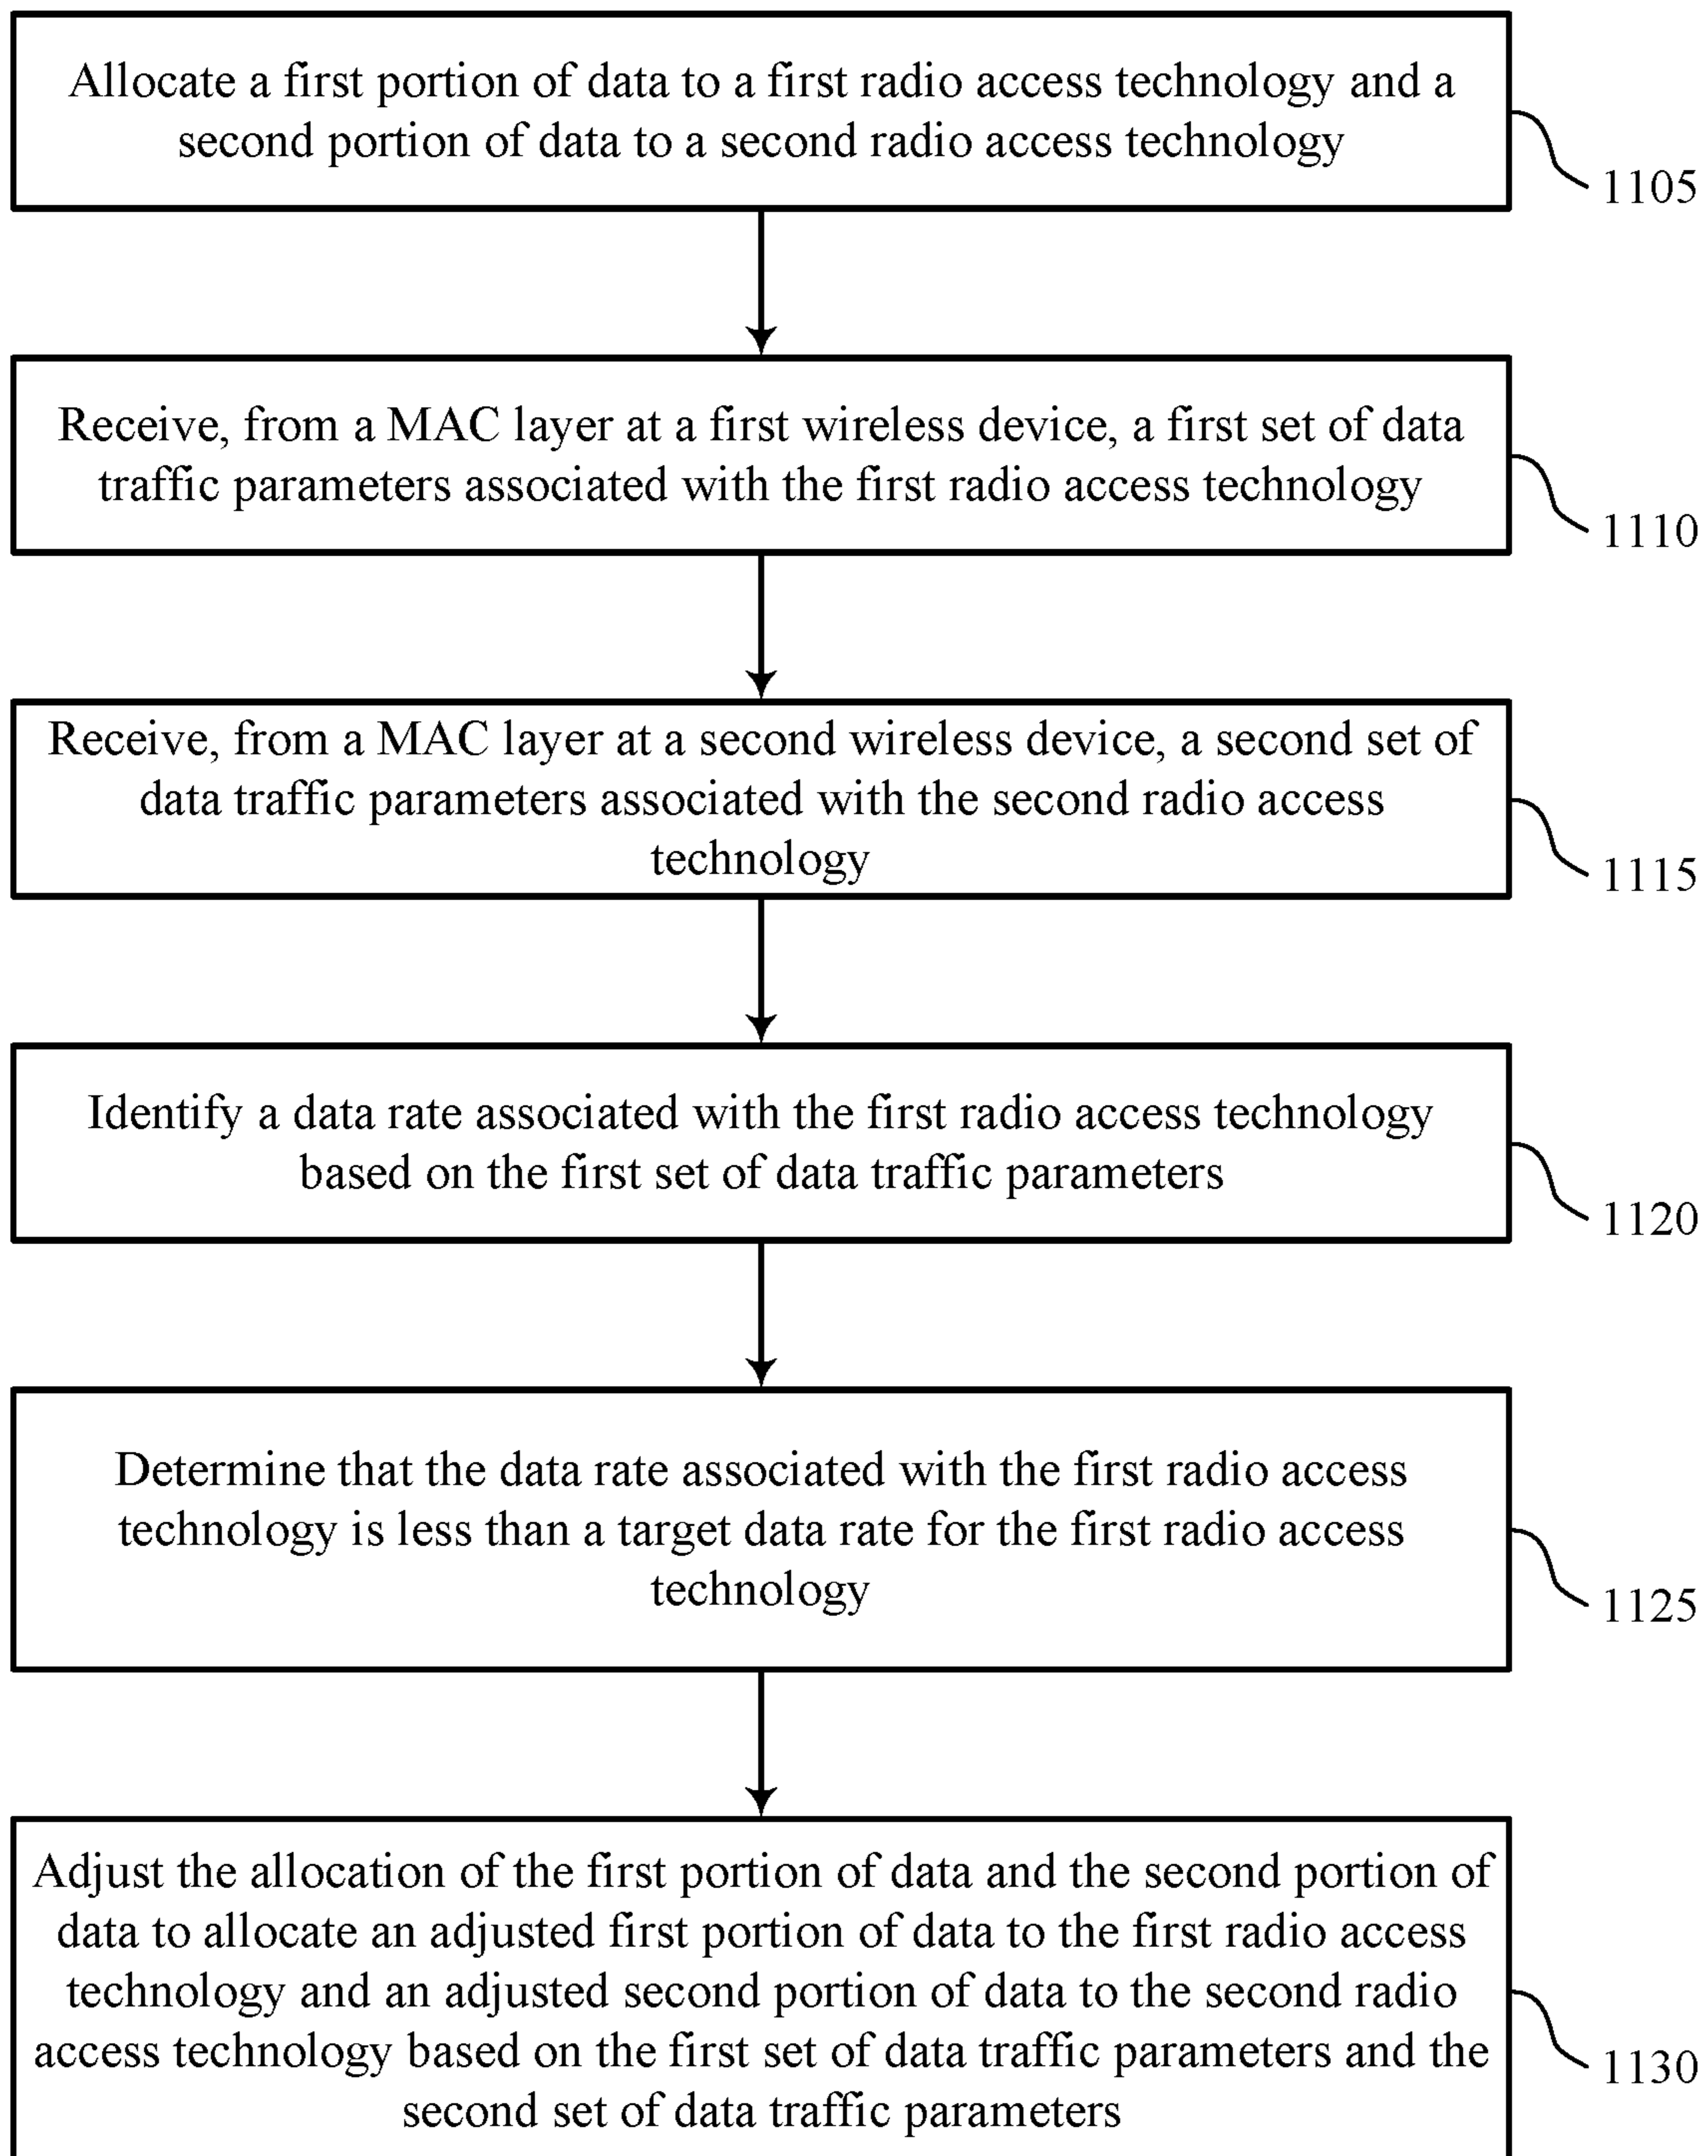 Allocate a first portion of data to a first radio access technology and a
second portion of data to a second radio access technology
1105
Receive, from a MAC layer at a first wireless device, a first set of data
traffic parameters associated with the first radio access technology
1110
Receive, from a MAC layer at a second wireless device, a second set of
data traffic parameters associated with the second radio access
technology
1115
Identify a data rate associated with the first radio access technology
based on the first set of data traffic parameters
1120
Determine that the data rate associated with the first radio access
technology is less than a target data rate for the first radio access
technology
1125
Adjust the allocation of the first portion of data and the second portion of
data to allocate an adjusted first portion of data to the first radio access
technology and an adjusted second portion of data to the second radio
access technology based on the first set of data traffic parameters and the
second set of data traffic parameters
1130